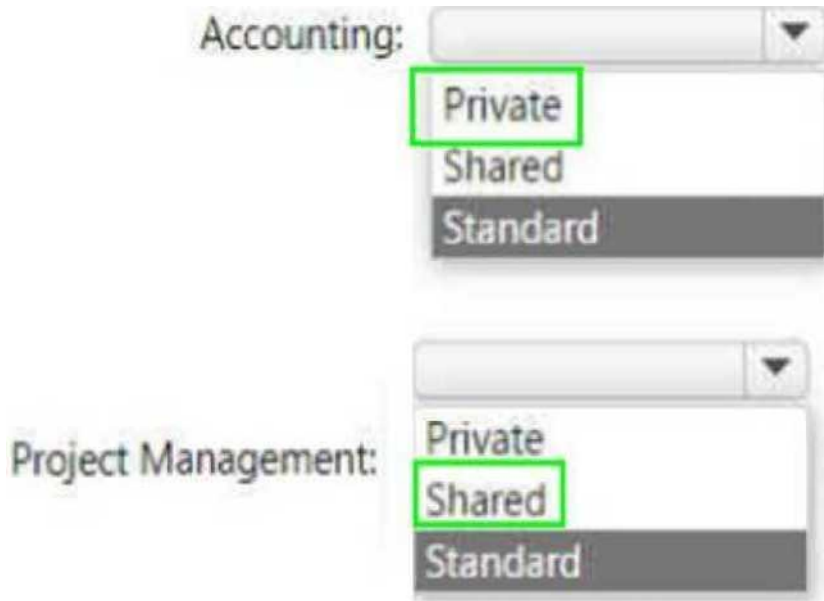 Accounting:
Private
Shared
Standard
Project Management:
Private
Shared
Standard